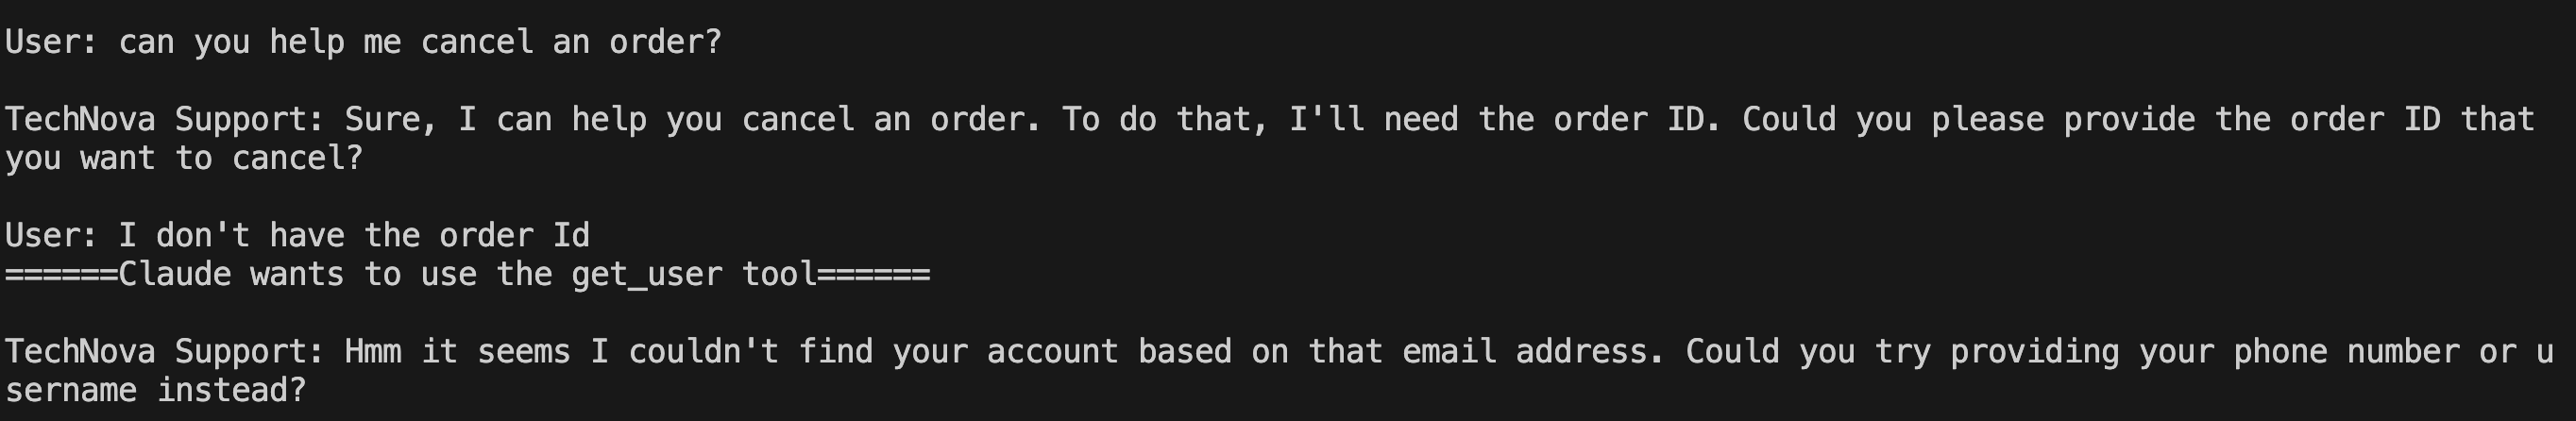 User: can you help me cancel an order?
TechNova Support: Sure, I can help you cancel an order. To do that, I'll need the order ID. Could you please provide the order ID that
you want to cancel?
User: I don't have the order Id
======Claude wants to use the get_user tool======
TechNova Support: Hmm it seems I couldn't find your account based on that email address. Could you try providing your phone number or u
sername instead?